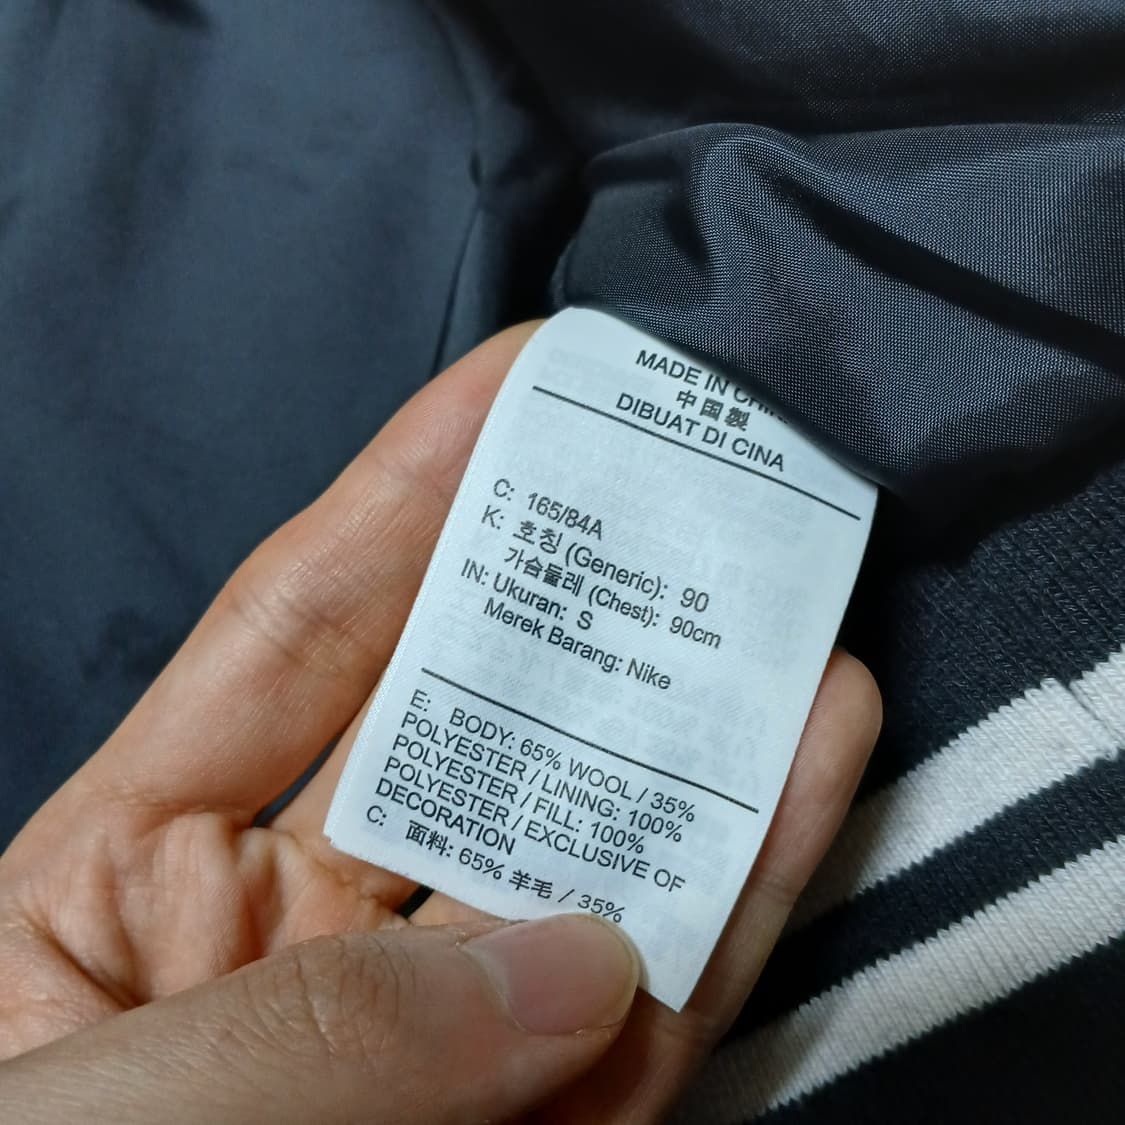 MADE IN CHINA
中国製
DIBUAT DI CINA
C: 165/84A
K: 호칭 (Generic): 90
가슴둘레 (Chest): 90cm
IN: Ukuran: S
Merek Barang: Nike
E: BODY: 65% WOOL / 35%
POLYESTER / LINING: 100%
POLYESTER / FILL: 100%
POLYESTER / EXCLUSIVE OF
DECORATION
C: 面料: 65% 羊毛 / 35%